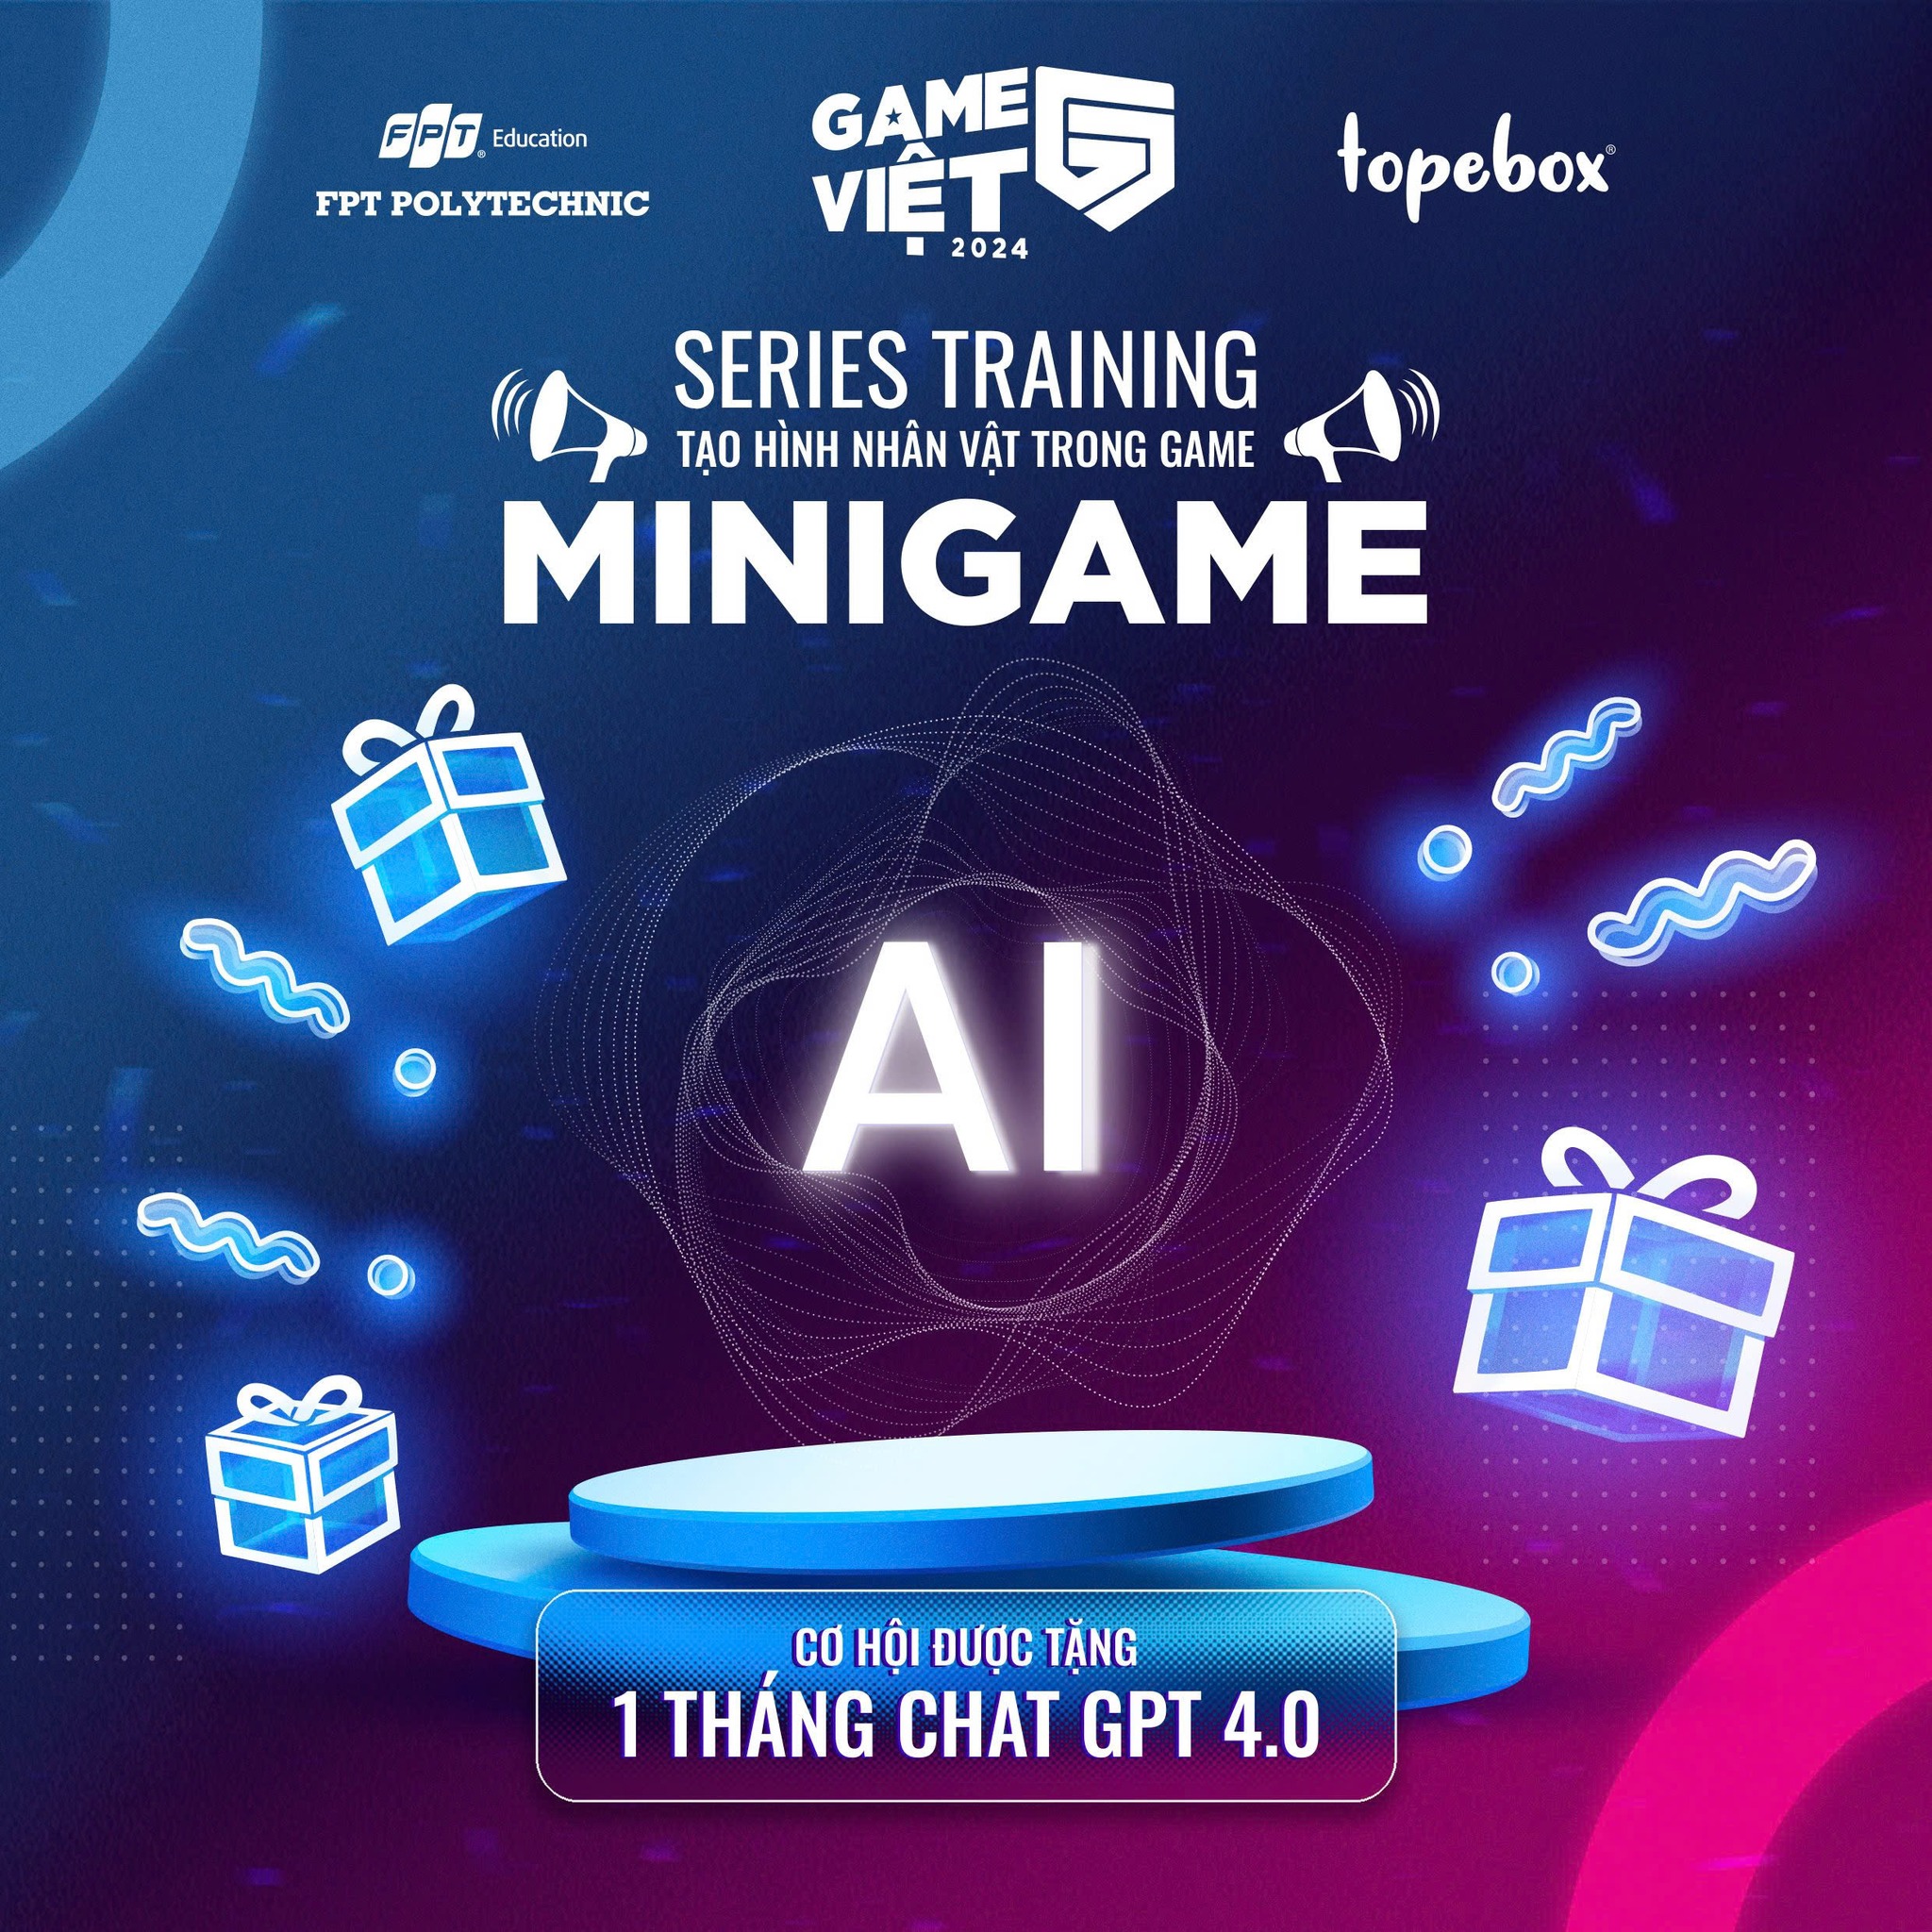 FPT Education
FPT POLYTECHNIC
GAME
VIỆT
2024
topebox
SERIES TRAINING
TẠO HÌNH NHÂN VẬT TRONG GAME
MINIGAME
AI
CƠ HỘI ĐƯỢC TẶNG
1 THÁNG CHAT GPT 4.0